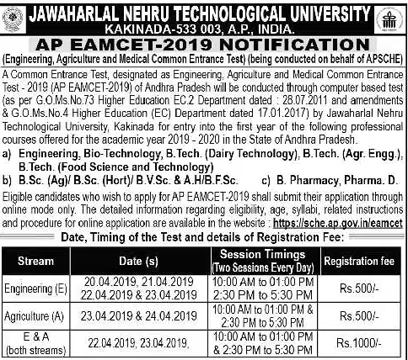 JAWAHARLAL NEHRU TECHNOLOGICAL UNIVERSITY
KAKINADA-533 003, A.P., INDIA.
AP EAMCET-2019 NOTIFICATION
(Engineering, Agriculture and Medical Common Entrance Test) (being conducted on behalf of APSCHE)
A Common Entrance Test, designated as Engineering, Agriculture and Medical Common Entrance
Test - 2019 (AP EAMCET-2019) of Andhra Pradesh will be conducted through computer based test
(as per G.O.Ms.No.73 Higher Education EC.2 Department dated : 28.07.2011 and amendments
& G.O.Ms.No.4 Higher Education (EC) Department dated 17.01.2017) by Jawaharlal Nehru
Technological University, Kakinada for entry into the first year of the following professional
courses offered for the academic year 2019 - 2020 in the State of Andhra Pradesh.
a) Engineering, Bio-Technology, B.Tech. (Dairy Technology), B.Tech. (Agr. Engg.),
B.Tech. (Food Science and Technology)
b) B.Sc. (Ag)/ B.Sc. (Hort)/ B.V.Sc. & A.H/B.F.Sc. c) B. Pharmacy, Pharma. D.
Eligible candidates who wish to apply for AP EAMCET-2019 shall submit their application through
online mode only. The detailed information regarding eligibility, age, syllabi, related instructions
and procedure for online application are available in the website : https://sche.ap.gov.in/eamcet
Date, Timing of the Test and details of Registration Fee:
Stream Date (s) Session Timings (Two Sessions Every Day) Registration fee
Engineering (E) 20.04.2019, 21.04.2019 10:00 AM to 01:00 PM Rs.500/-
22.04.2019 & 23.04.2019 2:30 PM to 5:30 PM
Agriculture (A) 23.04.2019 & 24.04.2019 10:00 AM to 01:00 PM Rs.500/-
& 2:30 PM to 5:30 PM
E & A (both streams) 22.04.2019, 23.04.2019, 10:00 AM to 01:00 PM Rs.1000/-
& 2:30 PM to 5:30 PM